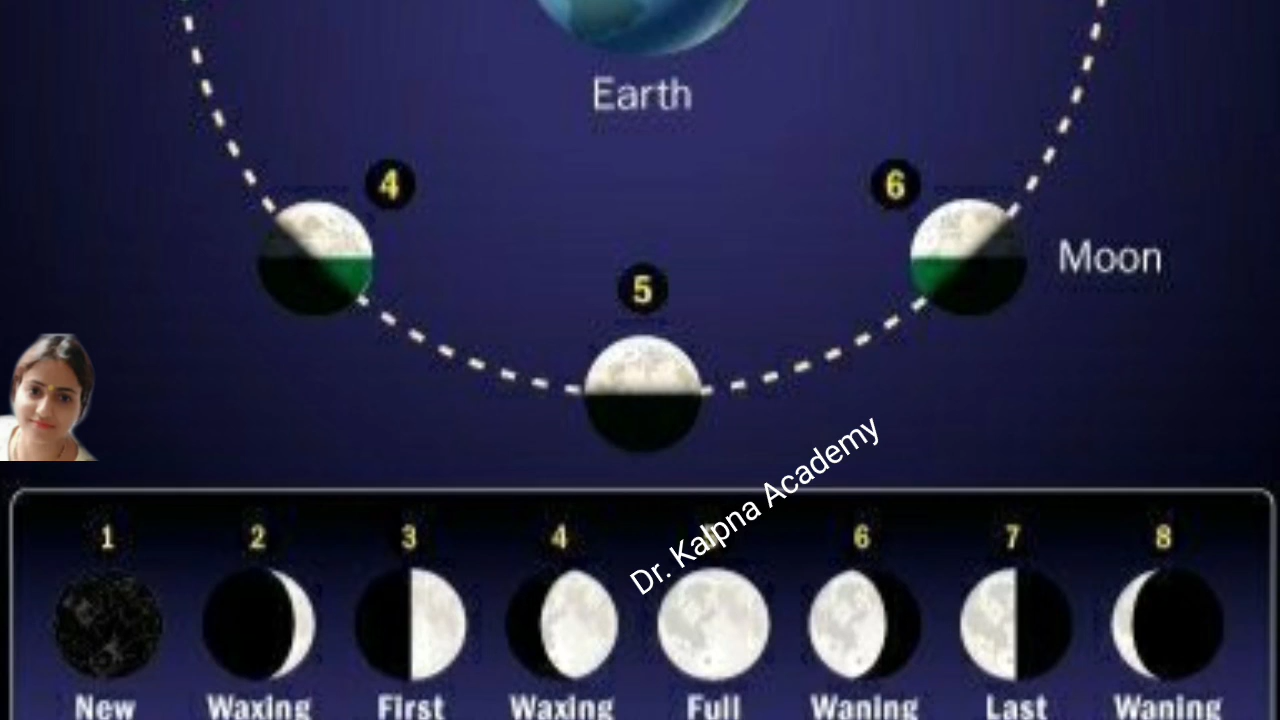 Earth
4
6
Moon
5
Dr. Kalpna Academy
1 2 3 4 6 7 8
New Waxing First Waxing Full Waning Last Waning